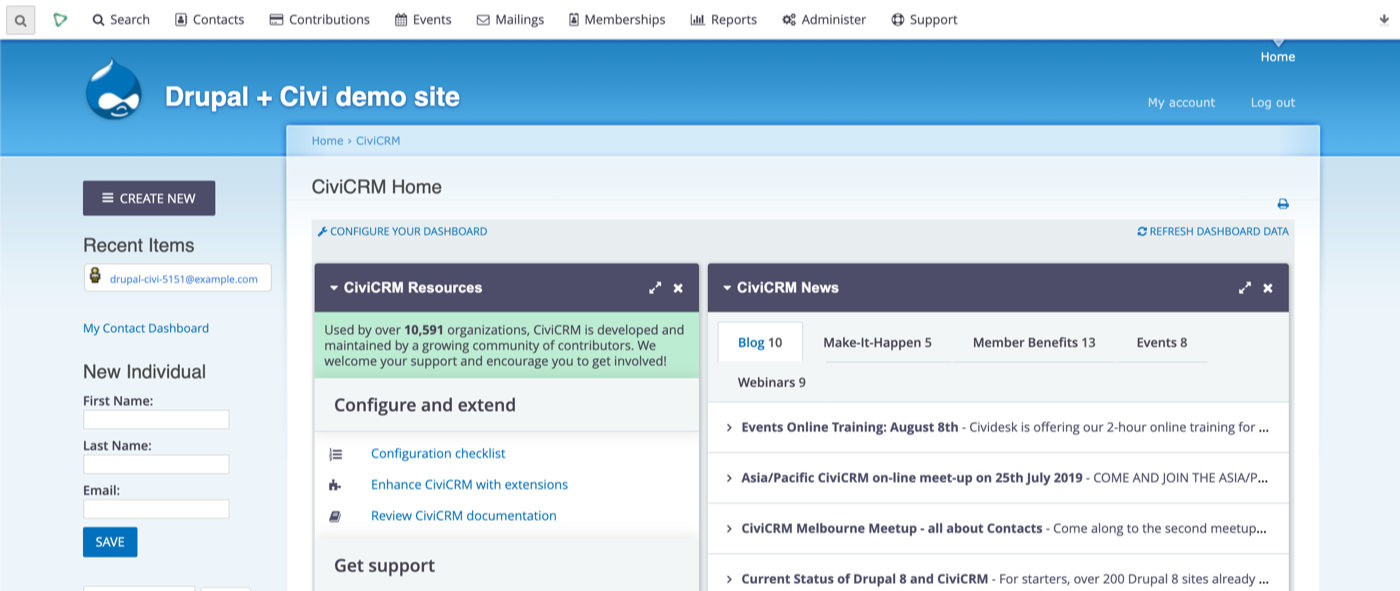 Search Contacts Contributions Events Mailings Memberships Reports Administer Support
Home
Drupal + Civi demo site
My account Log out
Home › CiviCRM
CREATE NEW
Recent Items
drupal-civi-5151@example.com
My Contact Dashboard
New Individual
First Name:
Last Name:
Email:
SAVE
CiviCRM Home
CONFIGURE YOUR DASHBOARD
REFRESH DASHBOARD DATA
CiviCRM Resources
Used by over 10,591 organizations, CiviCRM is developed and
maintained by a growing community of contributors. We
welcome your support and encourage you to get involved!
Configure and extend
Configuration checklist
Enhance CiviCRM with extensions
Review CiviCRM documentation
Get support
CiviCRM News
Blog 10 Make-It-Happen 5 Member Benefits 13 Events 8
Webinars 9
Events Online Training: August 8th - Cividesk is offering our 2-hour online training for ...
Asia/Pacific CiviCRM on-line meet-up on 25th July 2019 - COME AND JOIN THE ASIA/P...
CiviCRM Melbourne Meetup - all about Contacts - Come along to the second meetup...
Current Status of Drupal 8 and CiviCRM - For starters, over 200 Drupal 8 sites already ...